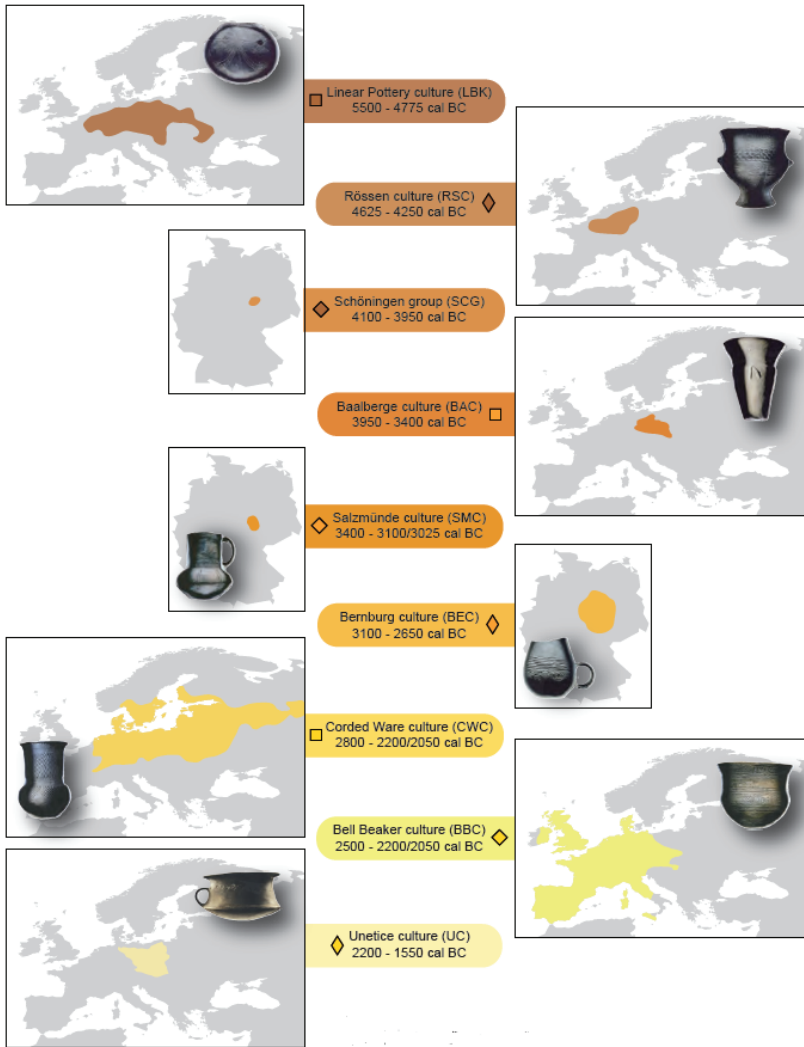 Linear Pottery culture (LBK)
5500 - 4775 cal BC
Rössen culture (RSC)
4625 - 4250 cal BC
Schöningen group (SCG)
4100 - 3950 cal BC
Baalberge culture (BAC)
3950 - 3400 cal BC
Salzmünde culture (SMC)
3400 - 3100/3025 cal BC
Bernburg culture (BEC)
3100 - 2650 cal BC
Corded Ware culture (CWC)
2800 - 2200/2050 cal BC
Bell Beaker culture (BBC)
2500 - 2200/2050 cal BC
Unetice culture (UC)
2200 - 1550 cal BC